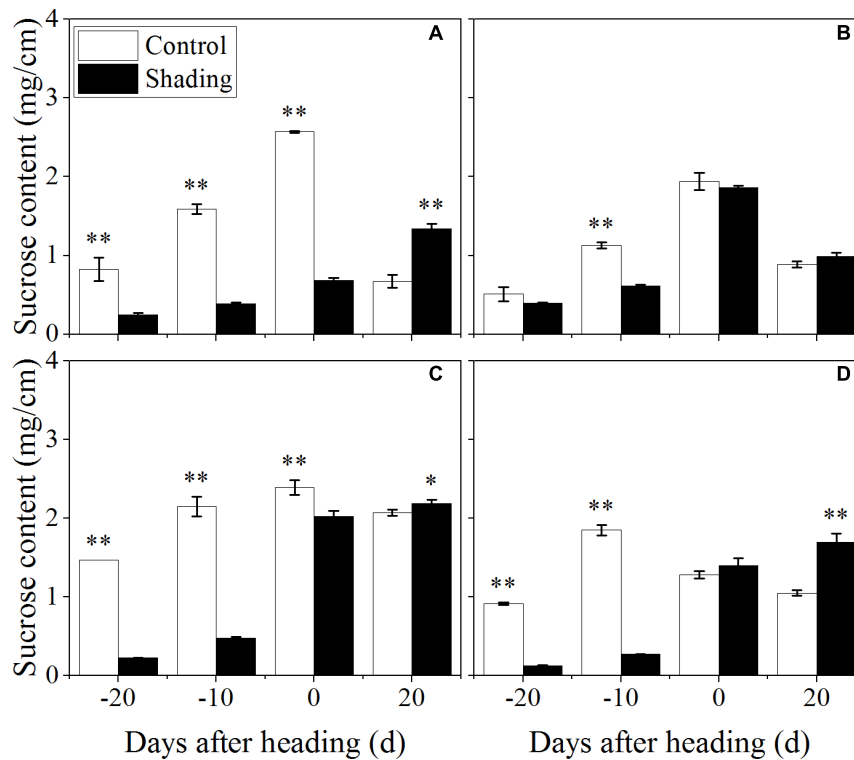 Sucrose content (mg/cm)
4
3
2
1
0
Control
Shading
A
**
**
**
**
B
**
Sucrose content (mg/cm)
4
3
2
1
0
C
**
**
**
*
-20 -10 0 20
Days after heading (d)
D
**
**
**
-20 -10 0 20
Days after heading (d)